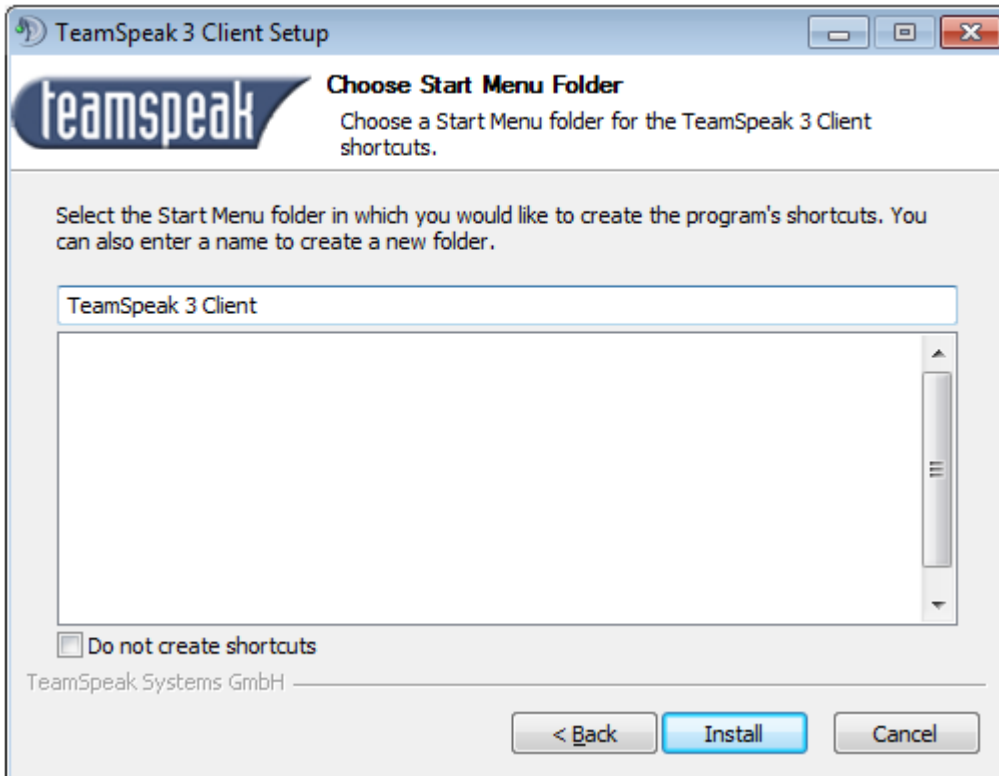 TeamSpeak 3 Client Setup
teamspeak
Choose Start Menu Folder
Choose a Start Menu folder for the TeamSpeak 3 Client
shortcuts.
Select the Start Menu folder in which you would like to create the program's shortcuts. You
can also enter a name to create a new folder.
TeamSpeak 3 Client
Do not create shortcuts
TeamSpeak Systems GmbH
< Back
Install
Cancel